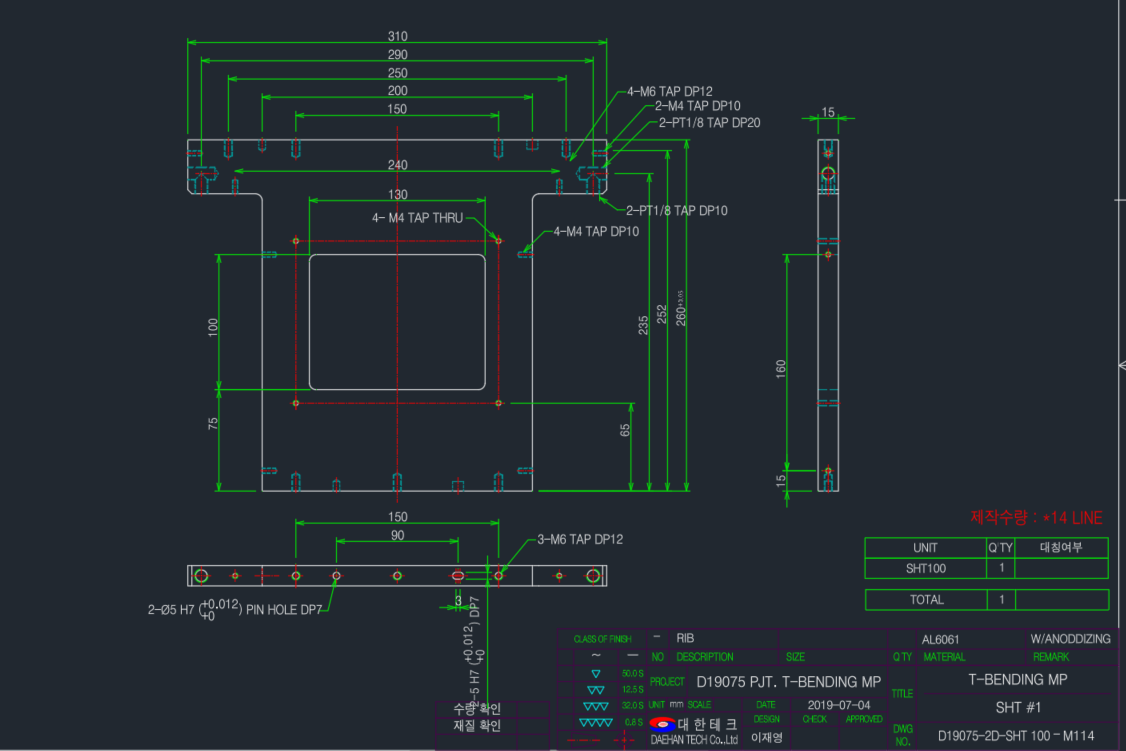 310
290
250
200
150
4-M6 TAP DP12
2-M4 TAP DP10
2-PT1/8 TAP DP20
15
240
130
4- M4 TAP THRU
2-PT1/8 TAP DP10
4-M4 TAP DP10
100
75
235
252
260
65
160
15
150
90
3-M6 TAP DP12
2-Ø5 H7 (+0.012 +0) PIN HOLE DP7
3
2-5 H7 (+0.012 +0) DP7
제작수량 : *14 LINE
UNIT Q'TY 대칭여부
SHT100 1
TOTAL 1
수량 확인
재질 확인
CLASS OF FINISH
~ —
▽ 50.0 S
▽▽ 12.5 S
▽▽▽ 32.0 S
▽▽▽▽ 0.8 S
- RIB AL6061 W/ANODDIZING
NO DESCRIPTION SIZE Q'TY MATERIAL REMARK
PROJECT D19075 PJT. T-BENDING MP
TITLE T-BENDING MP
SHT #1
UNIT mm SCALE DATE 2019-07-04
DESIGN CHECK APPROVED
대한테크
DAEHAN TECH Co.,Ltd
이재영
DWG NO. D19075-2D-SHT 100 - M114